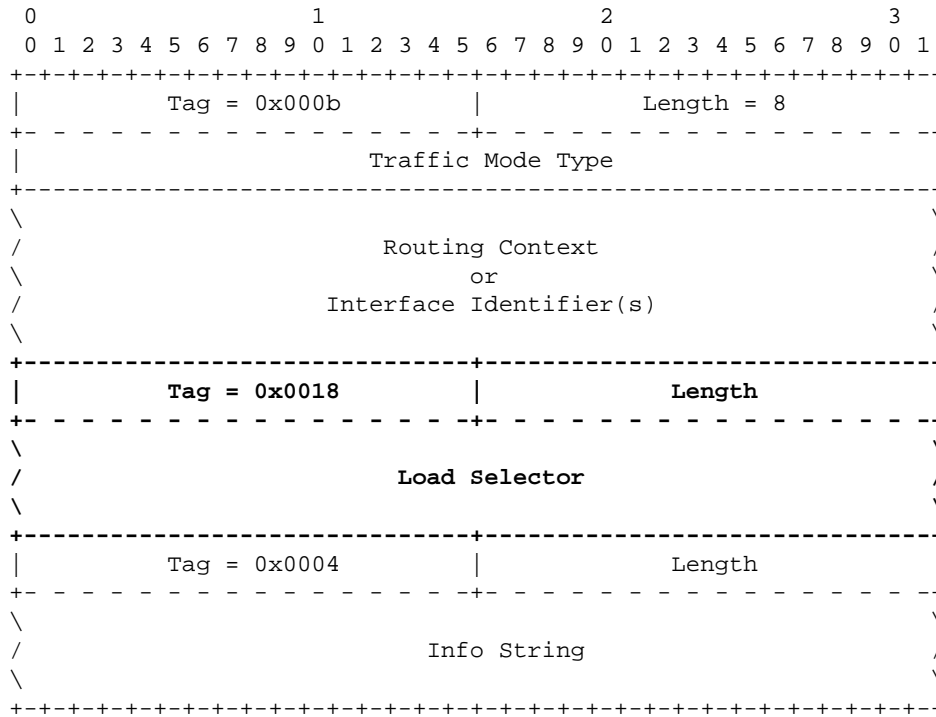 0 1 2 3
0 1 2 3 4 5 6 7 8 9 0 1 2 3 4 5 6 7 8 9 0 1 2 3 4 5 6 7 8 9 0 1
Tag = 0x000b Length = 8
Traffic Mode Type
Routing Context
or
Interface Identifier(s)
Tag = 0x0018 Length
Load Selector
Tag = 0x0004 Length
Info String